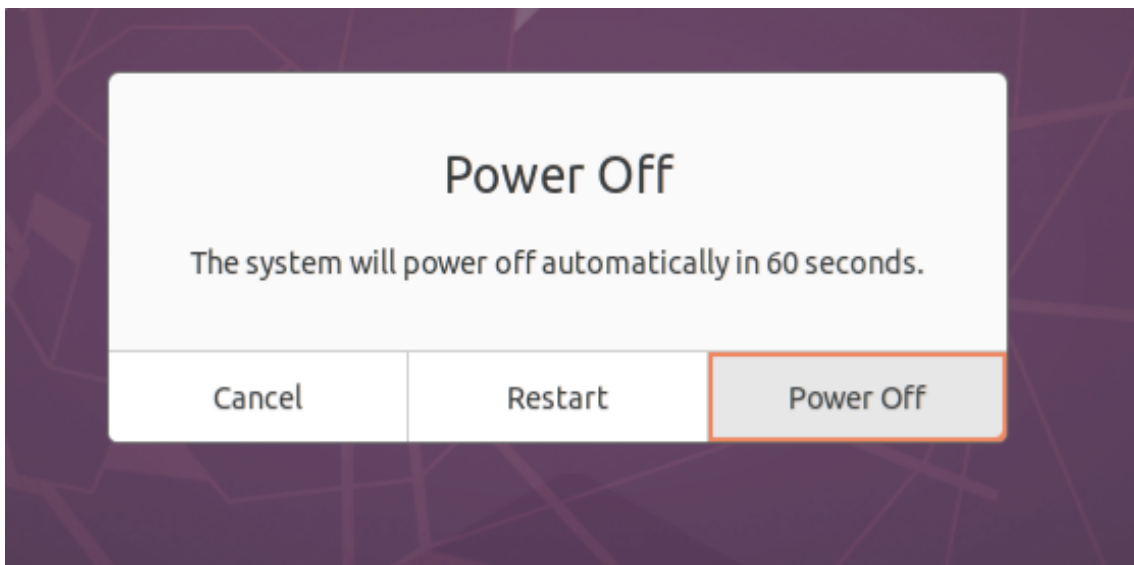 Power Off
The system will power off automatically in 60 seconds.
Cancel
Restart
Power Off